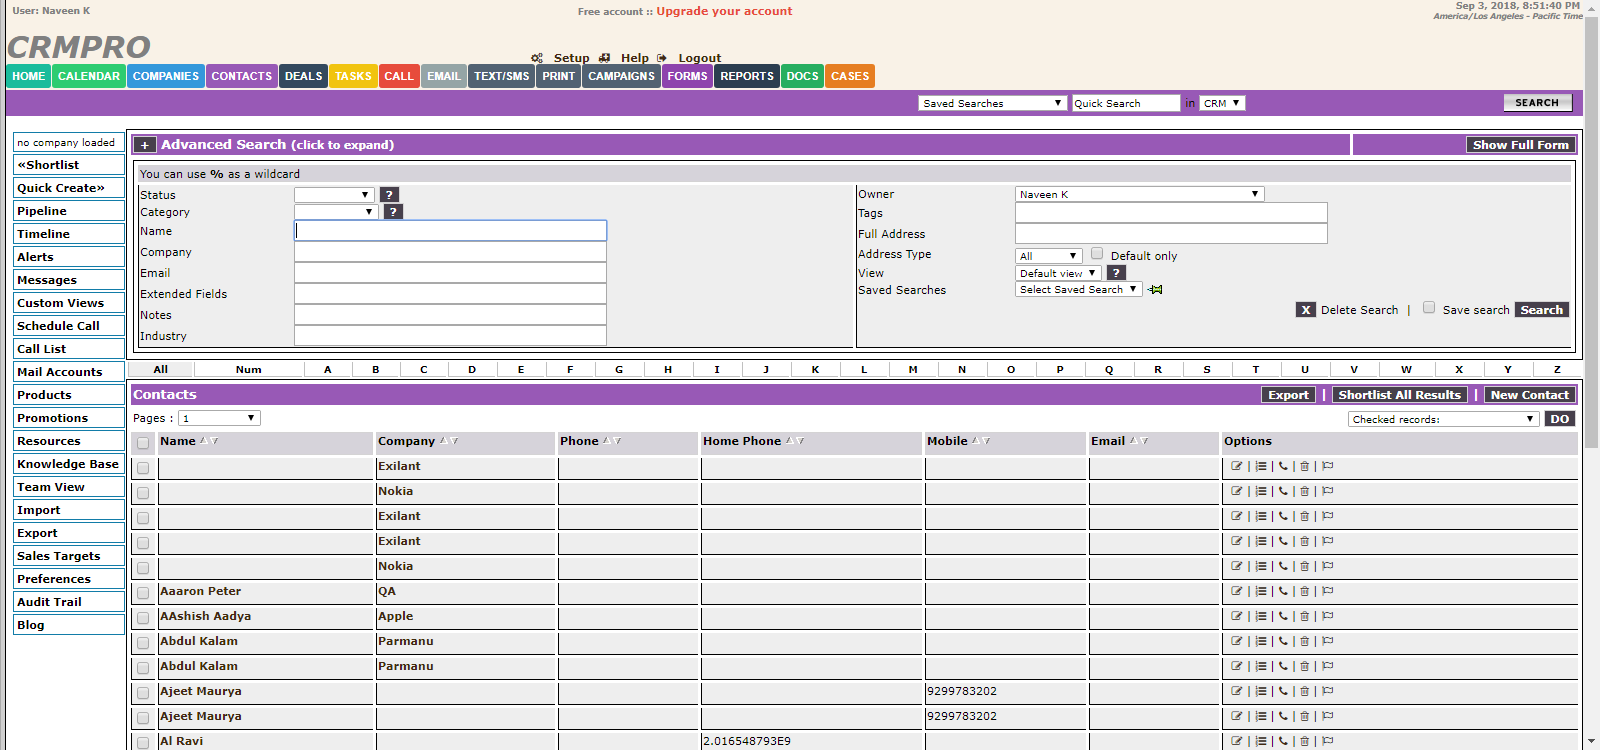 User: Naveen K
Free account :: Upgrade your account
Sep 3, 2018, 8:51:40 PM
America/Los Angeles - Pacific Time
CRMPRO
Setup Help Logout
HOME CALENDAR COMPANIES CONTACTS DEALS TASKS CALL EMAIL TEXT/SMS PRINT CAMPAIGNS FORMS REPORTS DOCS CASES
Saved Searches Quick Search in CRM SEARCH
no company loaded
«Shortlist
Quick Create»
Pipeline
Timeline
Alerts
Messages
Custom Views
Schedule Call
Call List
Mail Accounts
Products
Promotions
Resources
Knowledge Base
Team View
Import
Export
Sales Targets
Preferences
Audit Trail
Blog
+ Advanced Search (click to expand) Show Full Form
You can use % as a wildcard
Status ?
Category ?
Name
Company
Email
Extended Fields
Notes
Industry
Owner Naveen K
Tags
Full Address
Address Type All Default only
View Default view ?
Saved Searches Select Saved Search
X Delete Search | Save search Search
All Num A B C D E F G H I J K L M N O P Q R S T U V W X Y Z
Contacts Export | Shortlist All Results | New Contact
Pages : 1 Checked records: DO
Name Company Phone Home Phone Mobile Email Options
Exilant
Nokia
Exilant
Exilant
Nokia
Aaaron Peter QA
AAshish Aadya Apple
Abdul Kalam Parmanu
Abdul Kalam Parmanu
Ajeet Maurya 9299783202
Ajeet Maurya 9299783202
Al Ravi 2.016548793E9